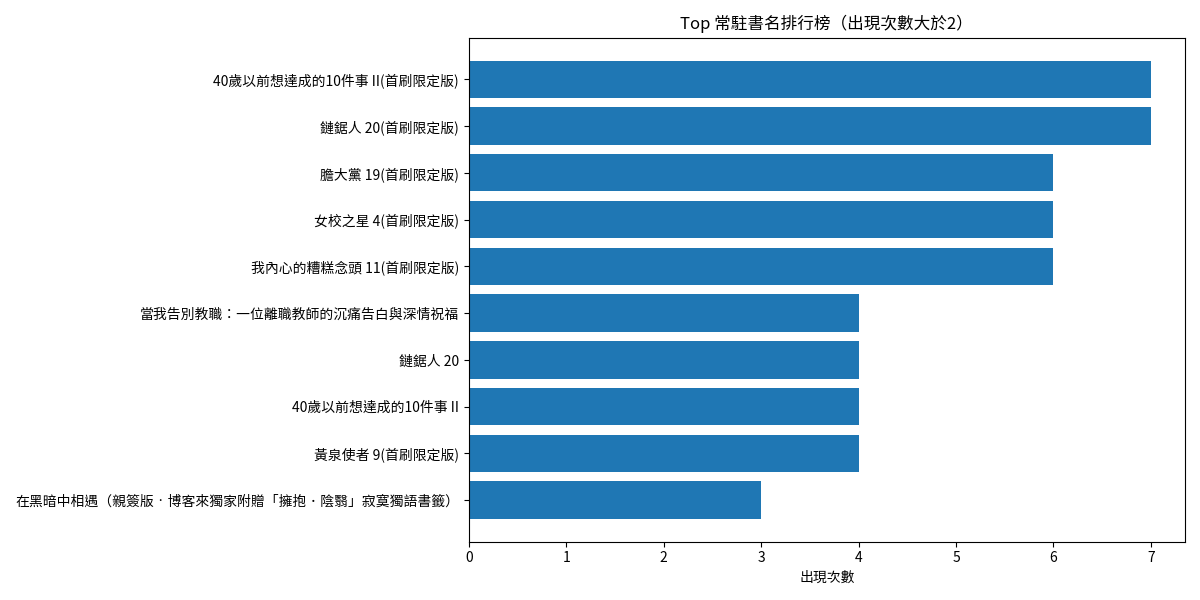 Top 常駐書名排行榜（出現次數大於2）
40歲以前想達成的10件事 II(首刷限定版)
鏈鋸人 20(首刷限定版)
膽大黨 19(首刷限定版)
女校之星 4(首刷限定版)
我內心的糟糕念頭 11(首刷限定版)
當我告別教職：一位離職教師的沉痛告白與深情祝福
鏈鋸人 20
40歲以前想達成的10件事 II
黃泉使者 9(首刷限定版)
在黑暗中相遇（親簽版‧博客來獨家附贈「擁抱．陰翳」寂寞獨語書籤）
0 1 2 3 4 5 6 7
出現次數